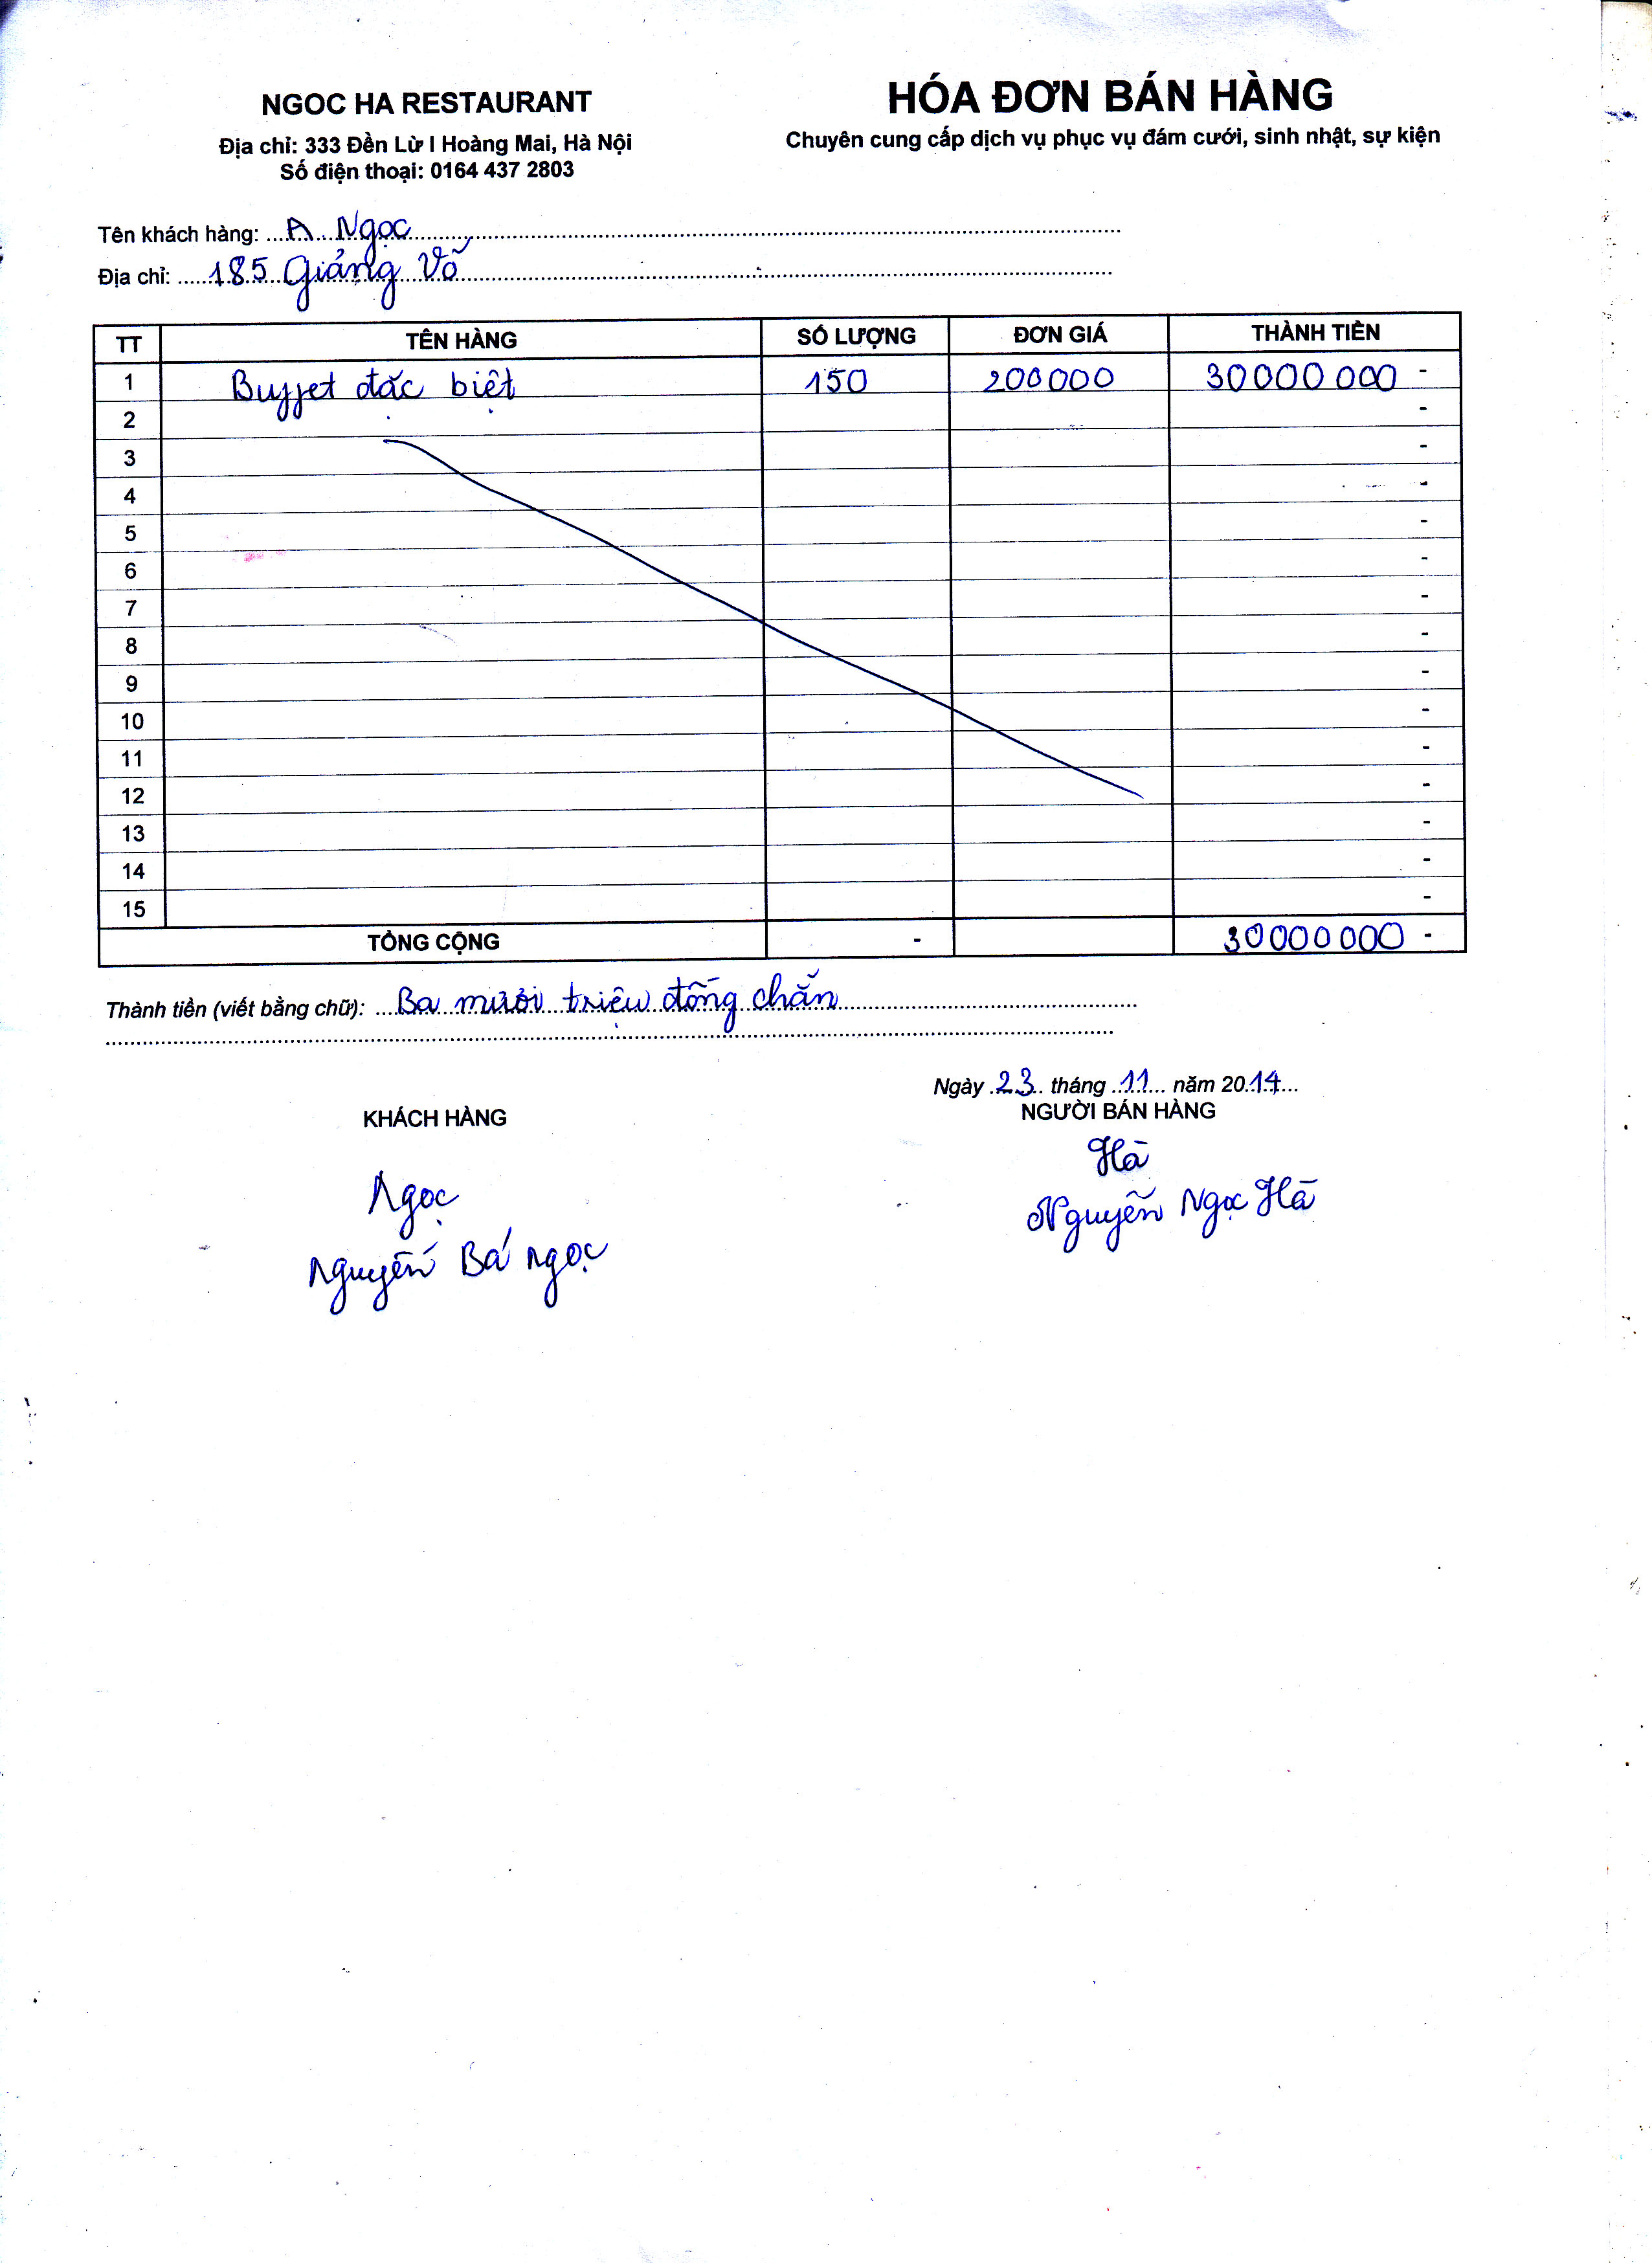 NGOC HA RESTAURANT
Địa chỉ: 333 Đền Lừ I Hoàng Mai, Hà Nội
Số điện thoại: 0164 437 2803
HÓA ĐƠN BÁN HÀNG
Chuyên cung cấp dịch vụ phục vụ đám cưới, sinh nhật, sự kiện
Tên khách hàng: A Ngọc
Địa chỉ: 185 Giảng Võ
TT TÊN HÀNG SỐ LƯỢNG ĐƠN GIÁ THÀNH TIỀN
1 Buffet đặc biệt 150 200000 30000000 -
2 -
3 -
4 -
5 -
6 -
7 -
8 -
9 -
10 -
11 -
12 -
13 -
14 -
15 -
TỔNG CỘNG - 30000000 -
Thành tiền (viết bằng chữ): Ba mươi triệu đồng chẵn
Ngày 23 tháng 11 năm 2014
KHÁCH HÀNG
Ngọc
Nguyễn Bá Ngọc
NGƯỜI BÁN HÀNG
Hà
Nguyễn Ngọc Hà